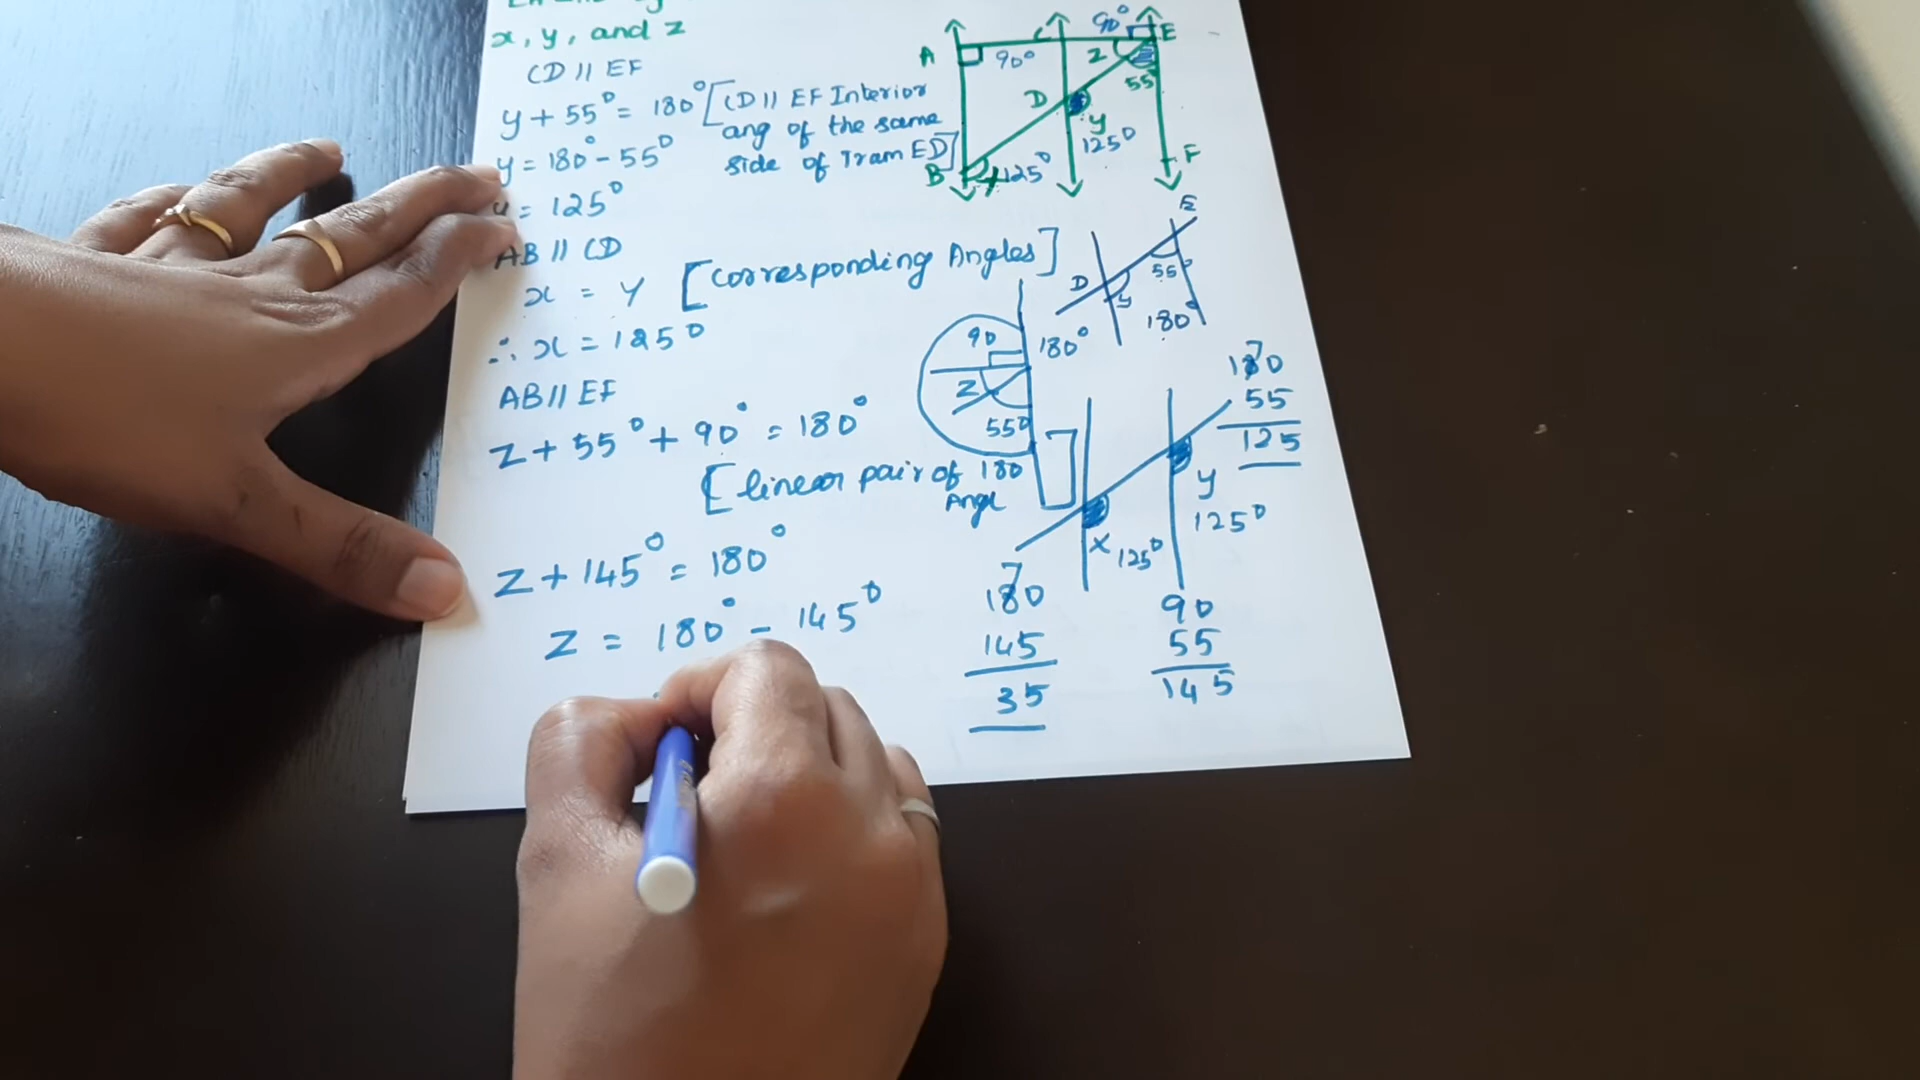 x, y, and z
CD // EF
y + 55° = 180° [CD // EF Interior
ang of the same
side of Tram ED]
y = 180° - 55°
y = 125°
AB // CD
x = y [Corresponding Angles]
∴ x = 125°
AB // EF
z + 55° + 90° = 180°
[linear pair of 180
Angl ]
z + 145° = 180°
z = 180° - 145°
A
C
90°
E
90°
z
55
D
y
125°
B
x 125°
F
E
D
55°
y
180°
90
180°
z
55°
7
180
55
125
y
125°
x 125°
7
180
145
35
90
55
145